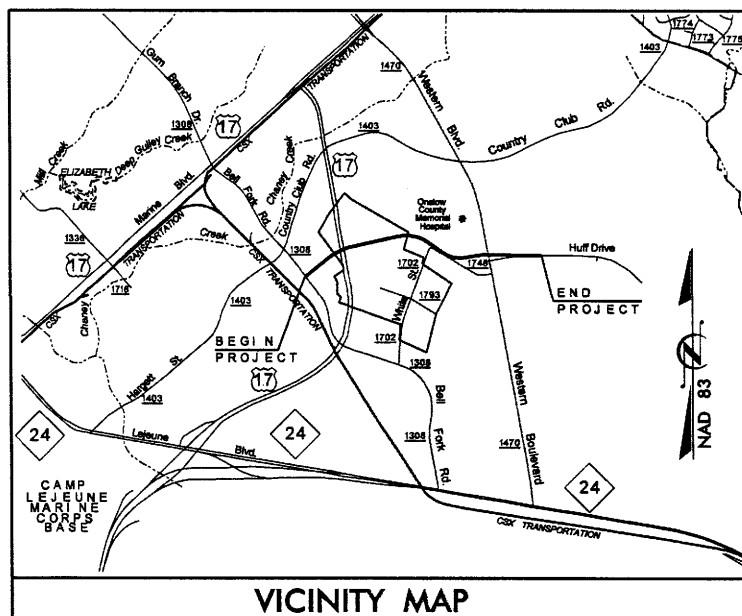 1774
1773
1775
1403
TRANSPORTATION
1470
Western
Blvd.
Gum
Branch
Dr.
1308
17
CSX
Country
Club
Rd.
1403
17
Mill Creek
ELIZABETH
LAKE
Deep
Gulley
Creek
Chaney
Creek
Country Club Rd.
Bell
Fork
Rd.
Marine
Blvd.
TRANSPORTATION
Onslow
County
Memorial
Hospital
1336
Creek
17
1308
CSX TRANSPORTATION
1702
St.
1748
Huff Drive
1716
Chaney
CSX
1403
White
1793
END
PROJECT
BEGIN
PROJECT
1702
1308
17
Hargett
St.
1403
Bell
Fork
Rd.
1308
Western
Boulevard
1470
NAD 83
24
Lejeune
Blvd.
24
24
CAMP
LEJEUNE
MARINE
CORPS
BASE
CSX TRANSPORTATION
VICINITY MAP